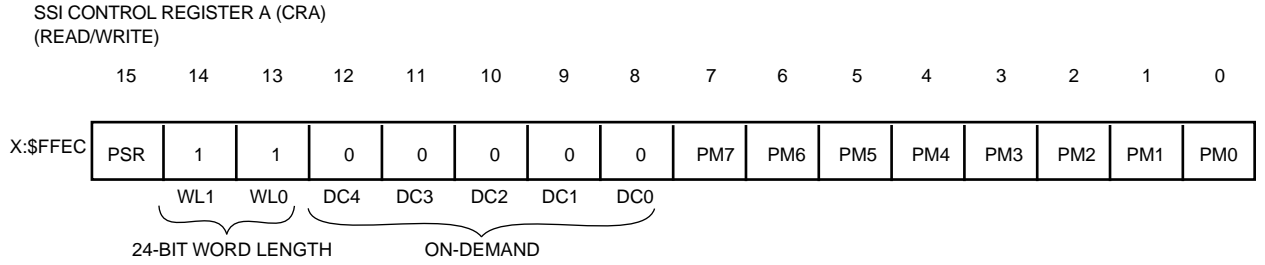 SSI CONTROL REGISTER A (CRA)
(READ/WRITE)
15 14 13 12 11 10 9 8 7 6 5 4 3 2 1 0
X:$FFEC PSR 1 1 0 0 0 0 0 PM7 PM6 PM5 PM4 PM3 PM2 PM1 PM0
WL1 WL0 DC4 DC3 DC2 DC1 DC0
24-BIT WORD LENGTH ON-DEMAND